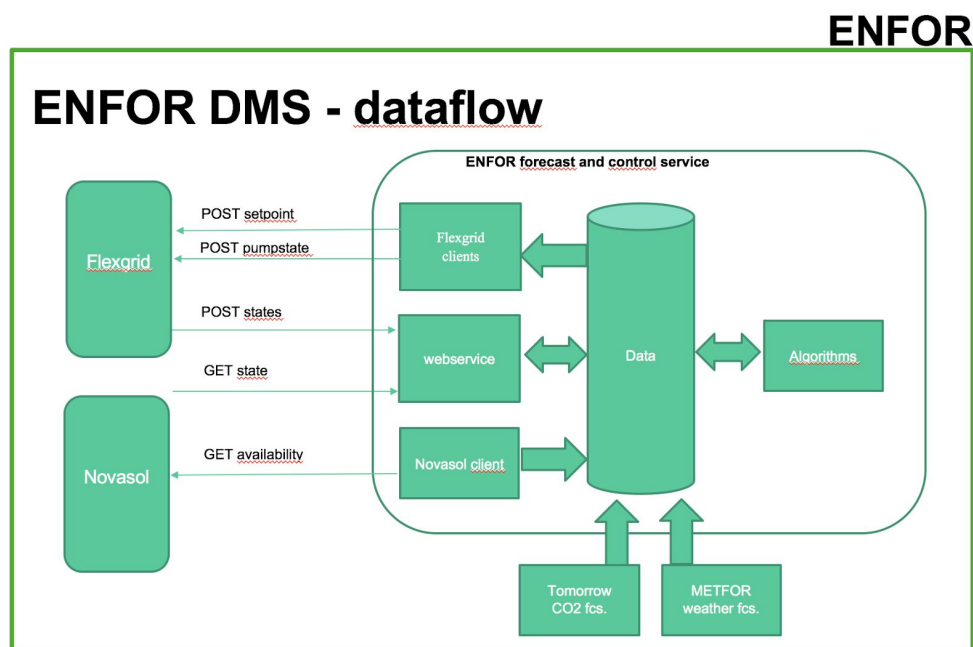 ENFOR
ENFOR DMS - dataflow
ENFOR forecast and control service
POST setpoint
POST pumpstate
Flexgrid
Flexgrid
clients
POST states
GET state
webservice
Data
Algorithms
GET availability
Novasol
Novasol client
Tomorrow
CO2 fcs.
METFOR
weather fcs.